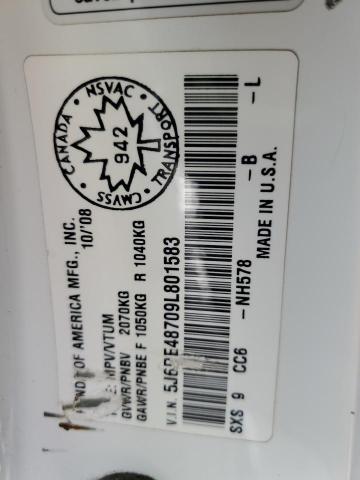 CANADA · NSVAC · TRANSPORT · CMVSS
942
OF AMERICA MFG., INC.
10/'08
MPV/VTUM
GVWR/PNBV 2070KG
GAWR/PNBE F 1050KG R 1040KG
V.I.N. 5J6RE48709L801583
SXS 9 CC6 -NH578 -B -L
MADE IN U.S.A.